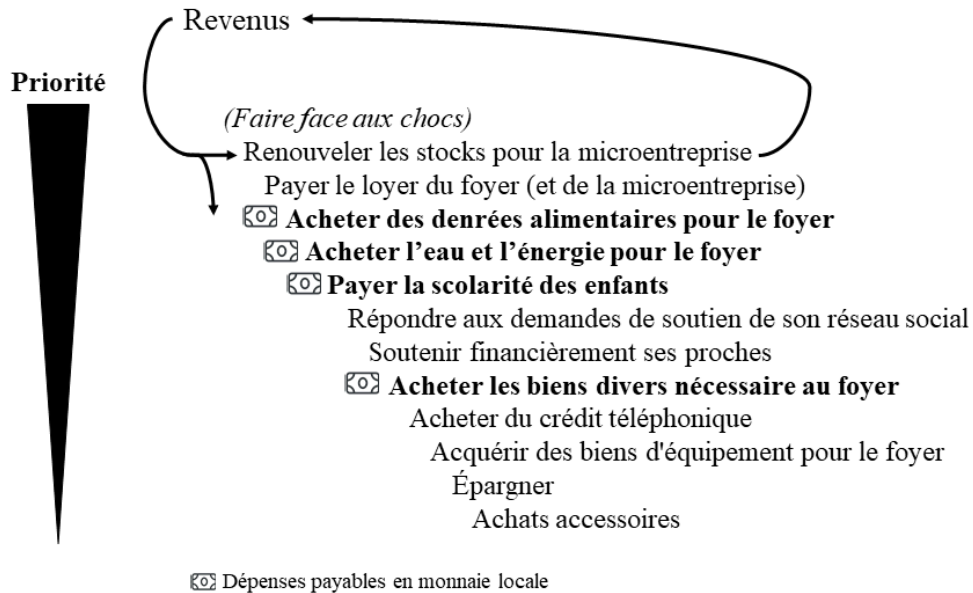 Revenus
Priorité
(Faire face aux chocs)
Renouveler les stocks pour la microentreprise
Payer le loyer du foyer (et de la microentreprise)
Acheter des denrées alimentaires pour le foyer
Acheter l’eau et l’énergie pour le foyer
Payer la scolarité des enfants
Répondre aux demandes de soutien de son réseau social
Soutenir financièrement ses proches
Acheter les biens divers nécessaire au foyer
Acheter du crédit téléphonique
Acquérir des biens d'équipement pour le foyer
Épargner
Achats accessoires
Dépenses payables en monnaie locale